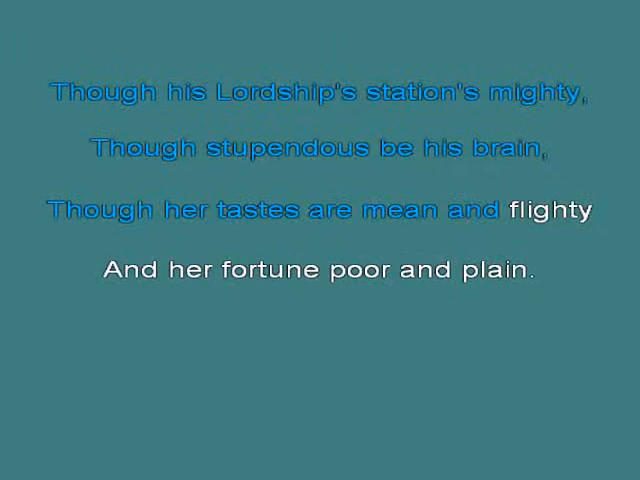 Though his Lordship's station's mighty,
Though stupendous be his brain,
Though her tastes are mean and flighty
And her fortune poor and plain.